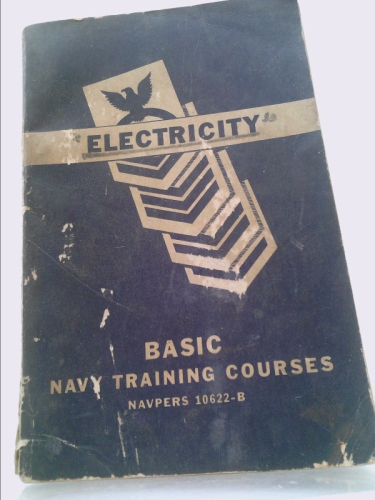 "ELECTRICITY"
BASIC
NAVY TRAINING COURSES
NAVPERS 10622-B